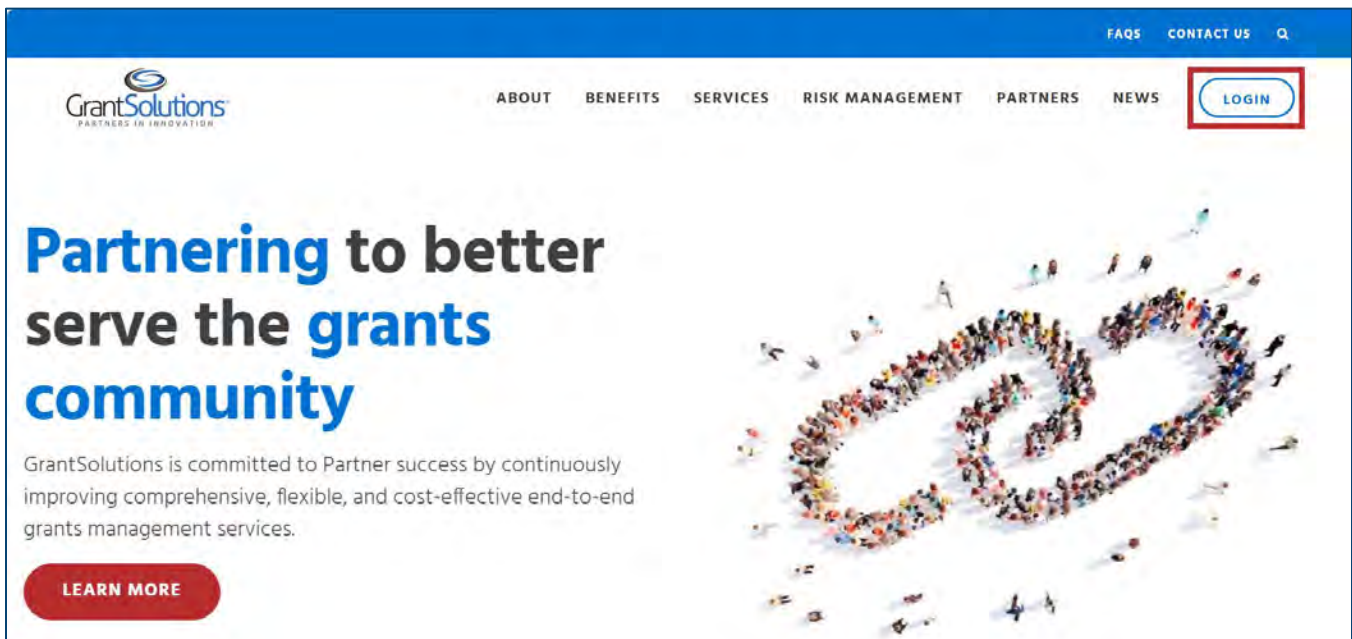 FAQS CONTACT US
GrantSolutions
PARTNERS IN INNOVATION
ABOUT BENEFITS SERVICES RISK MANAGEMENT PARTNERS NEWS LOGIN
Partnering to better
serve the grants
community
GrantSolutions is committed to Partner success by continuously
improving comprehensive, flexible, and cost-effective end-to-end
grants management services.
LEARN MORE